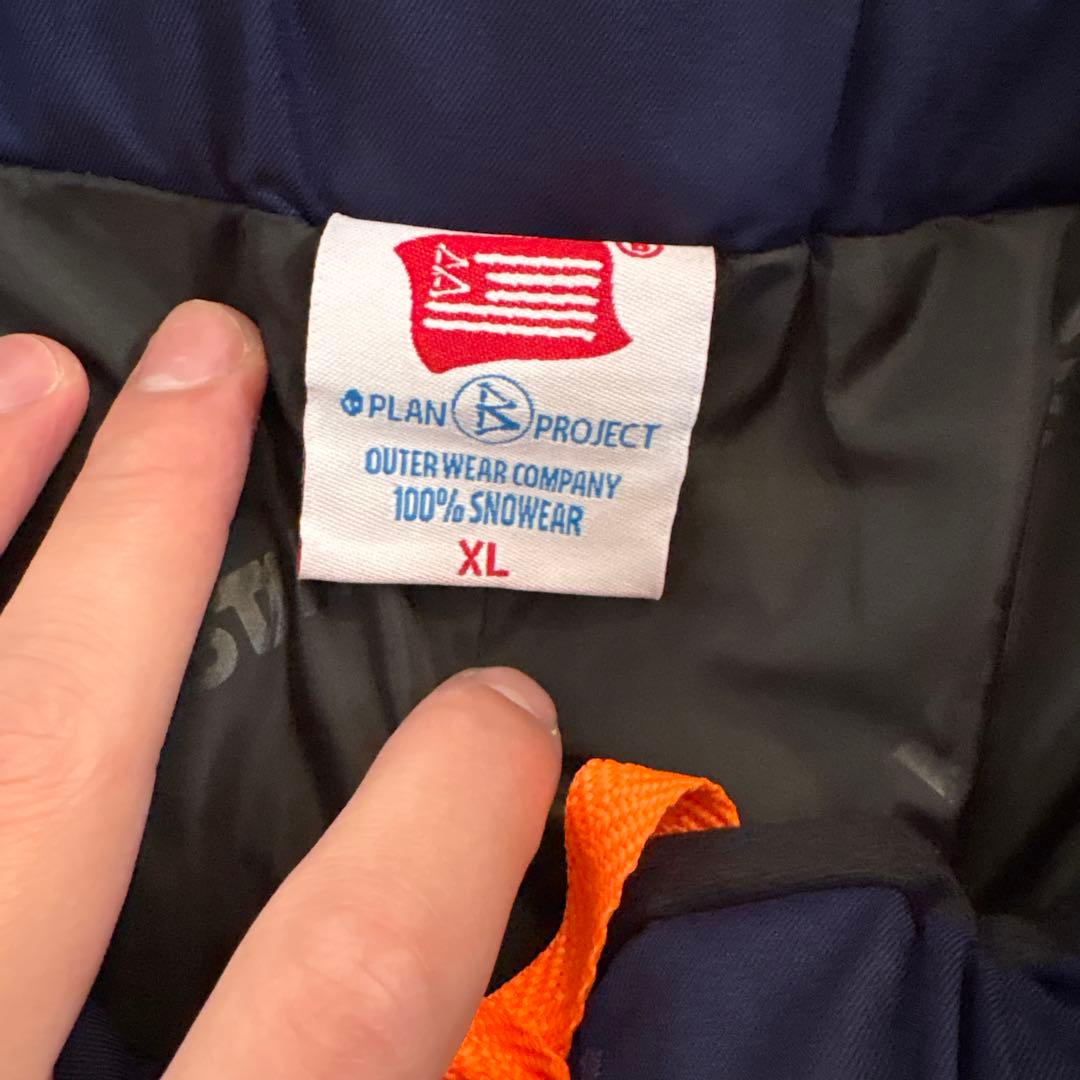 ®
PLAN PROJECT
OUTER WEAR COMPANY
100% SNOWEAR
XL